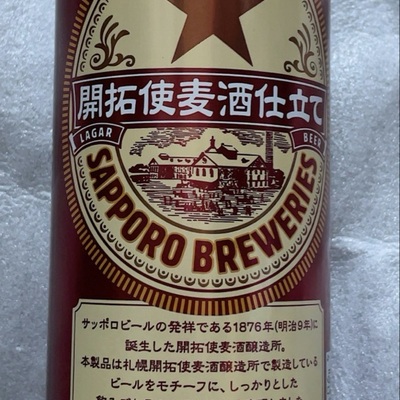 開拓使麦酒仕立て
LAGAR BEER
SAPPORO BREWERIES
サッポロビールの発祥である1876年(明治9年)に
誕生した開拓使麦酒醸造所。
本製品は札幌開拓使麦酒醸造所で製造している
ビールをモチーフに、しっかりとした